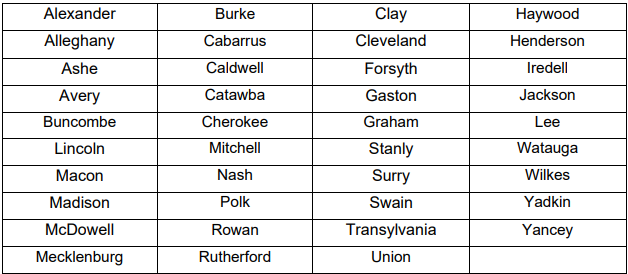 Alexander Burke Clay Haywood
Alleghany Cabarrus Cleveland Henderson
Ashe Caldwell Forsyth Iredell
Avery Catawba Gaston Jackson
Buncombe Cherokee Graham Lee
Lincoln Mitchell Stanly Watauga
Macon Nash Surry Wilkes
Madison Polk Swain Yadkin
McDowell Rowan Transylvania Yancey
Mecklenburg Rutherford Union